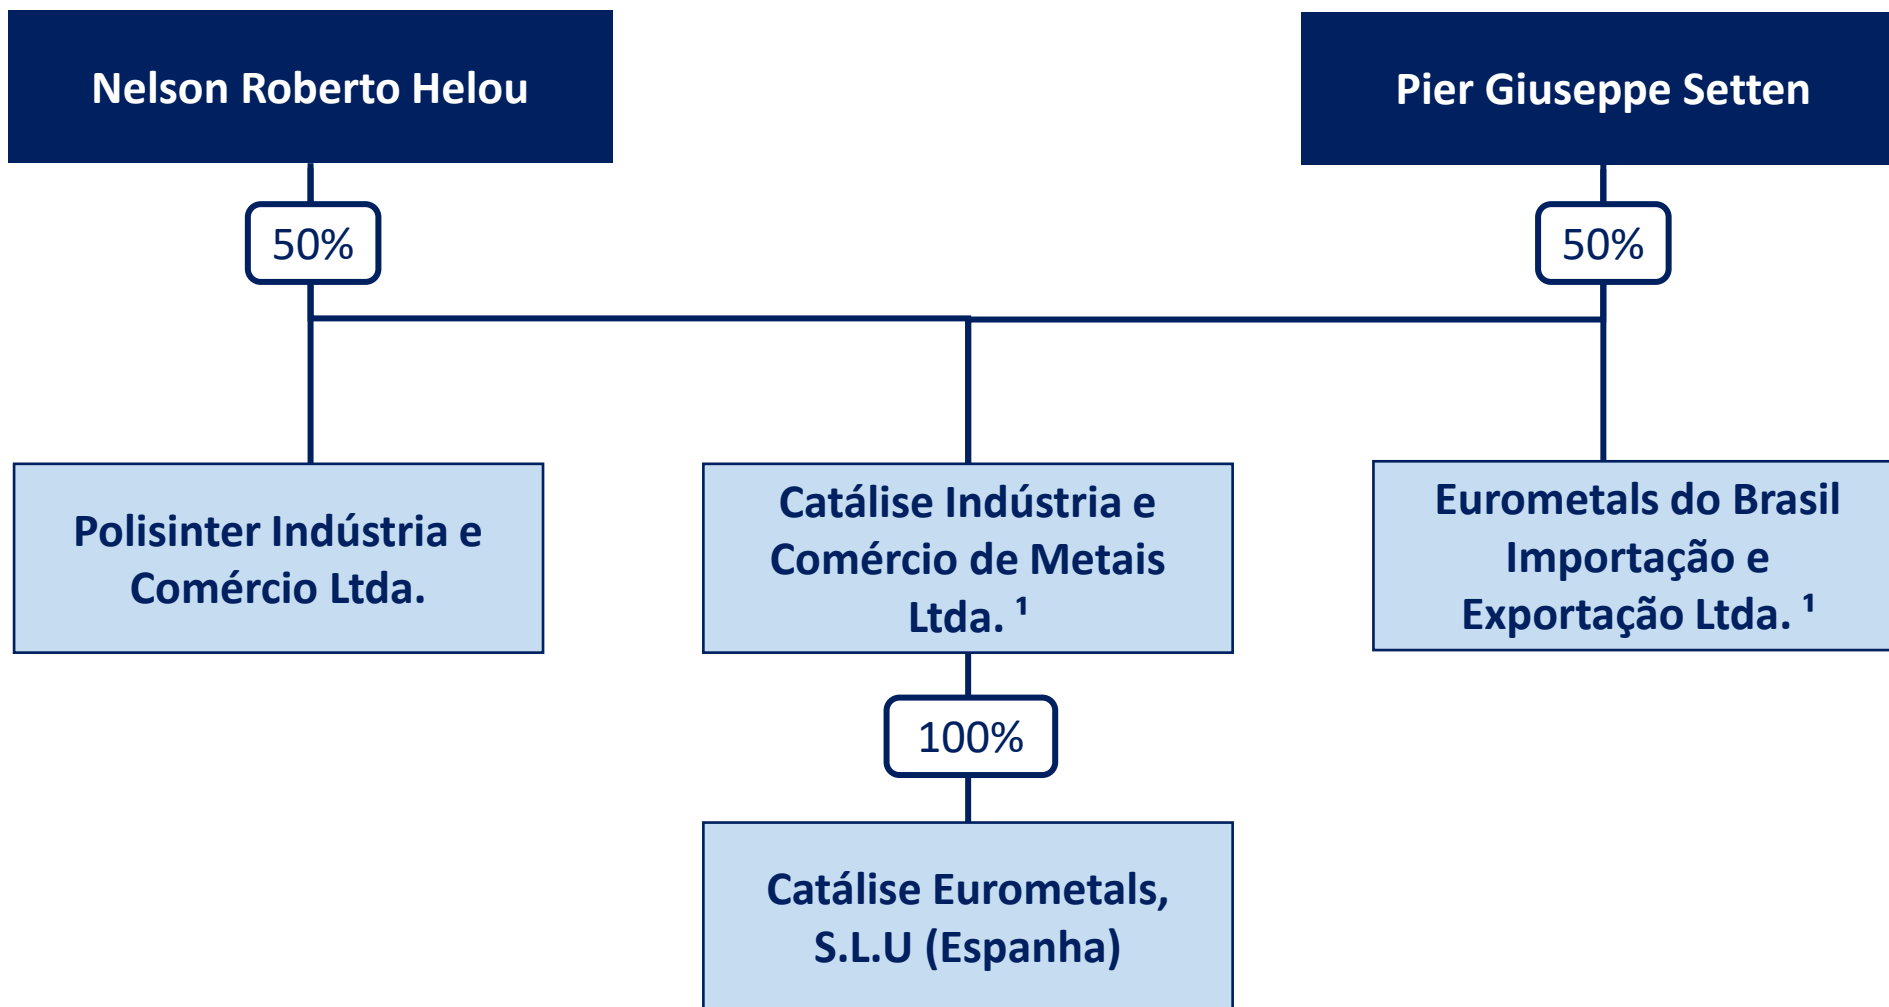 Nelson Roberto Helou
Pier Giuseppe Setten
50%
50%
Polisinter Indústria e
Comércio Ltda.
Catálise Indústria e
Comércio de Metais
Ltda. ¹
Eurometals do Brasil
Importação e
Exportação Ltda. ¹
100%
Catálise Eurometals,
S.L.U (Espanha)